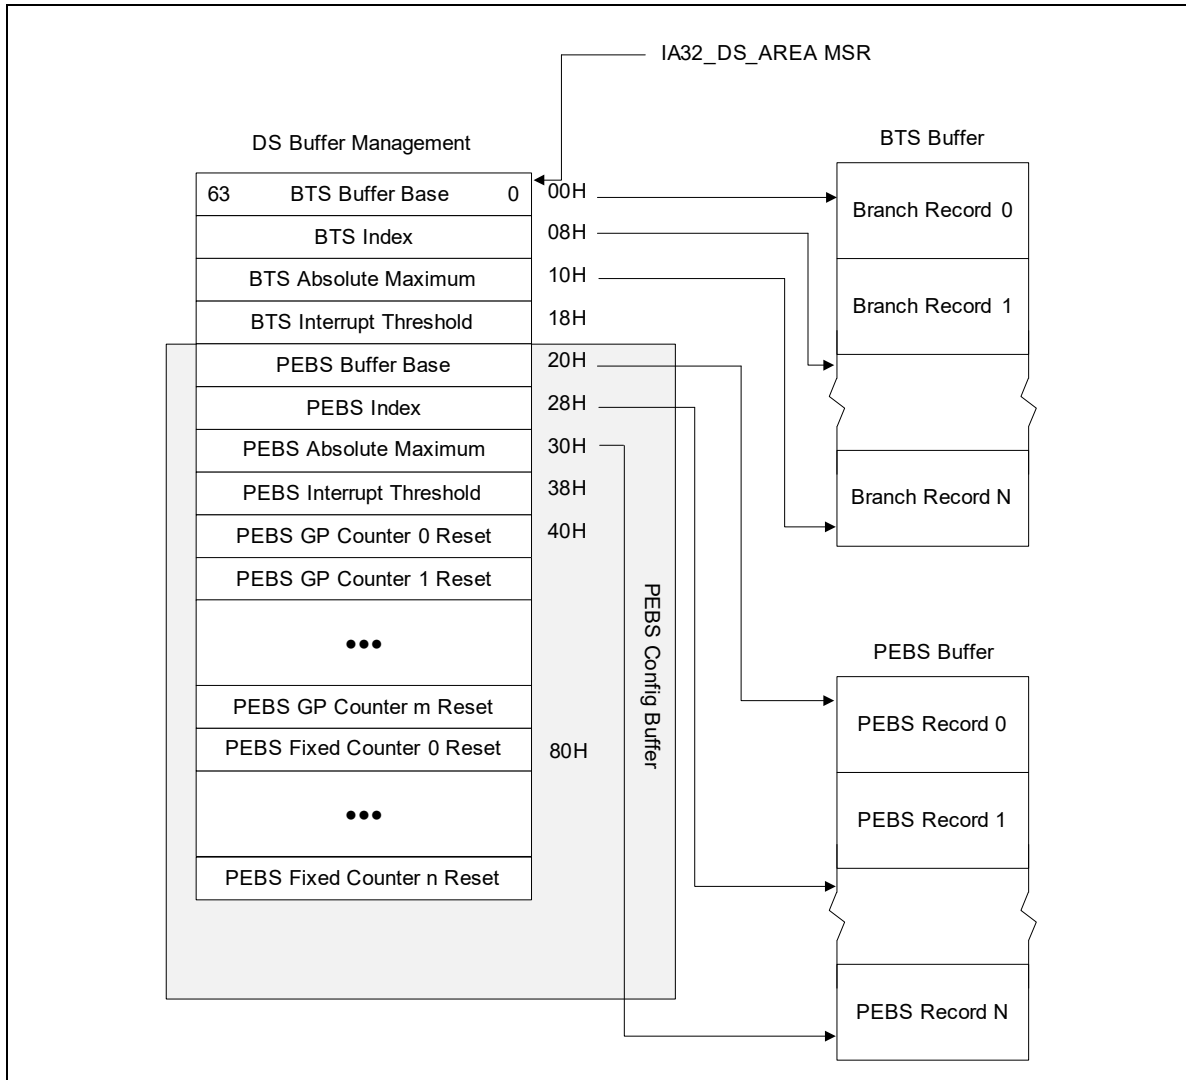 IA32_DS_AREA MSR
DS Buffer Management
63 BTS Buffer Base 0 00H
BTS Index 08H
BTS Absolute Maximum 10H
BTS Interrupt Threshold 18H
PEBS Buffer Base 20H
PEBS Index 28H
PEBS Absolute Maximum 30H
PEBS Interrupt Threshold 38H
PEBS GP Counter 0 Reset 40H
PEBS GP Counter 1 Reset
•••
PEBS GP Counter m Reset
PEBS Fixed Counter 0 Reset 80H
•••
PEBS Fixed Counter n Reset
PEBS Config Buffer
BTS Buffer
Branch Record 0
Branch Record 1
Branch Record N
PEBS Buffer
PEBS Record 0
PEBS Record 1
PEBS Record N